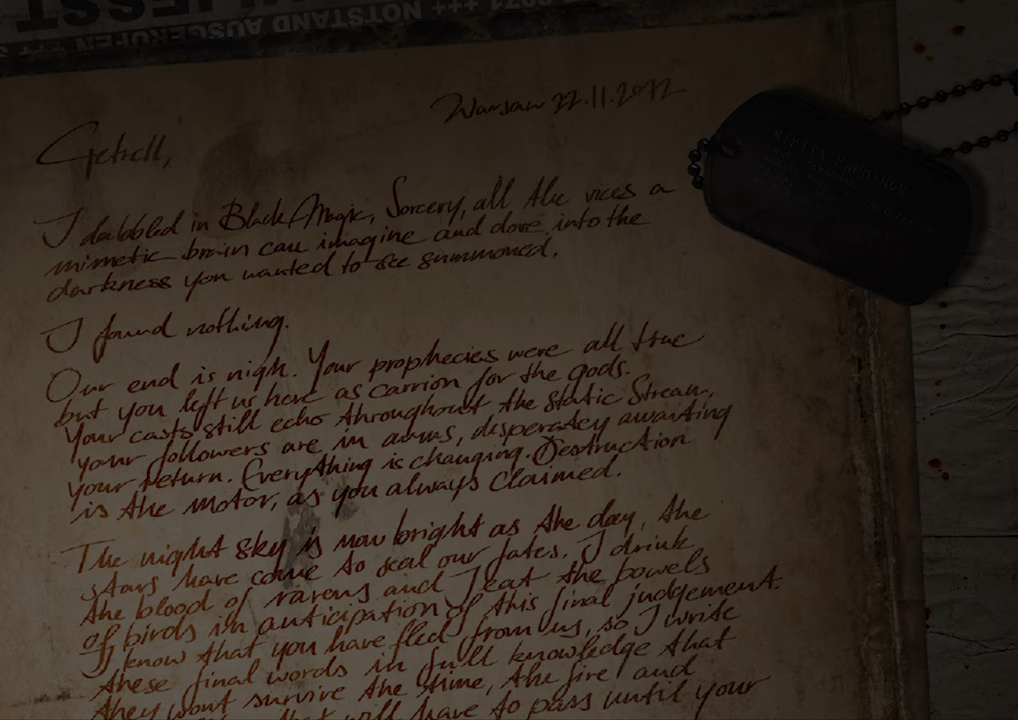 +++ NOTSTAND AUSGERUFEN +++
Warsaw 22.11.2072
I dabbled in Black Magic, Sorcery, all the vices a
mimetic brain can imagine and dove into the
darkness you wanted to see summoned.
I found nothing.
Our end is nigh. Your prophecies were all true
but you left us here as carrion for the gods.
Your casts still echo throughout the static Stream,
your followers are in arms, desperatey awaiting
your return. Everything is changing. Destruction
is the motor, as you always claimed.
The night sky is now bright as the day, the
stars have come to seal our fates. I drink
the blood of ravens and I eat the bowels
of birds in anticipation of this final judgement.
I know that you have fled from us, so I write
these final words in full knowledge that
they wont survive the time, the fire and
that will have to pass until your
NIKITA